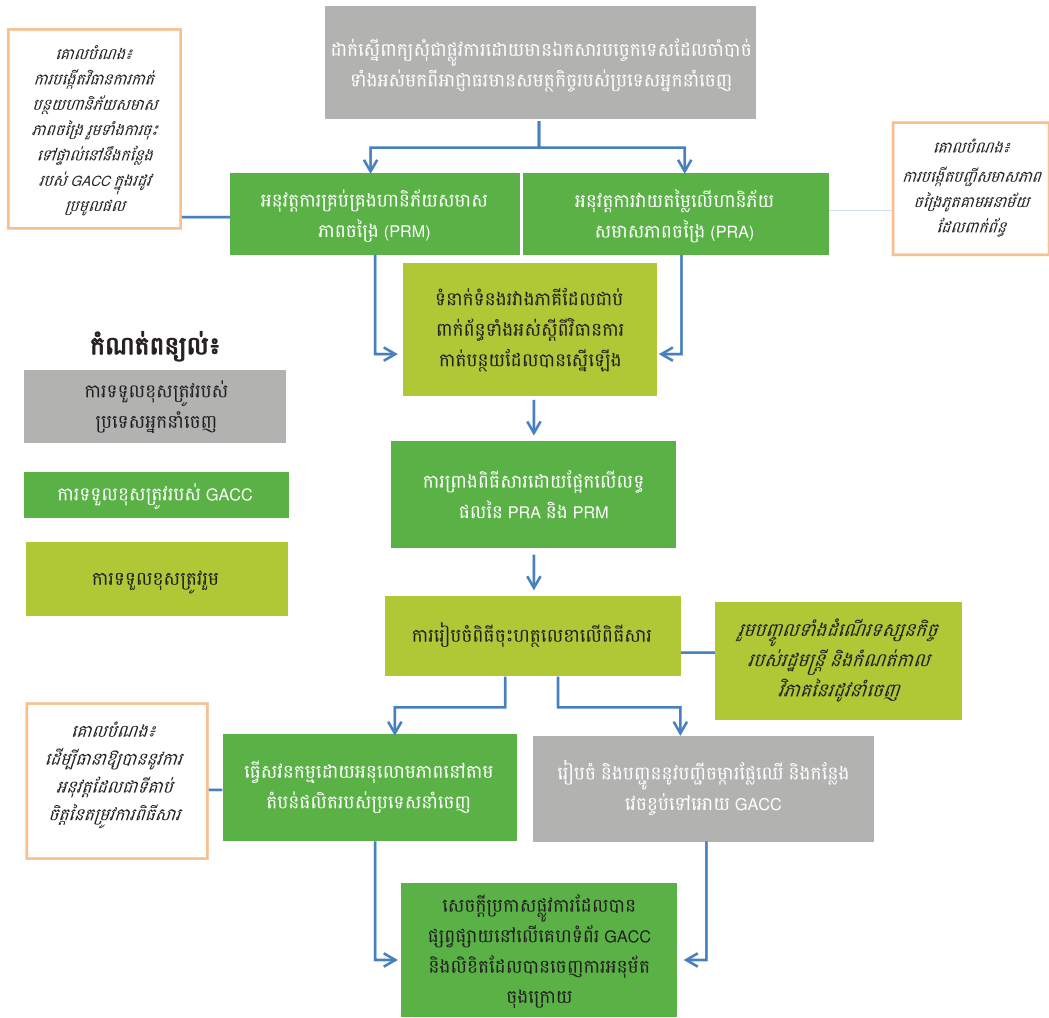 ដាក់ស្នើពាក្យសុំជាផ្លូវការដោយមានឯកសារបច្ចេកទេសដែលចាំបាច់
ទាំងអស់មកពីអាជ្ញាធរមានសមត្ថកិច្ចរបស់ប្រទេសអ្នកនាំចេញ
គោលបំណង៖
ការបង្កើតវិធានការកាត់
បន្ថយហានិភ័យសមាស
ភាពចង្រៃ រួមទាំងការចុះ
ទៅផ្ទាល់នៅនឹងកន្លែង
របស់ GACC ក្នុងរដូវ
ប្រមូលផល
គោលបំណង៖
ការបង្កើតបញ្ជីសមាសភាព
ចង្រៃភូតគាមអនាម័យ
ដែលពាក់ព័ន្ធ
អនុវត្តការគ្រប់គ្រងហានិភ័យសមាស
ភាពចង្រៃ (PRM)
អនុវត្តការវាយតម្លៃលើហានិភ័យ
សមាសភាពចង្រៃ (PRA)
ទំនាក់ទំនងរវាងភាគីដែលជាប់
ពាក់ព័ន្ធទាំងអស់ស្តីពីវិធានការ
កាត់បន្ថយដែលបានស្នើឡើង
កំណត់ពន្យល់៖
ការទទួលខុសត្រូវរបស់
ប្រទេសអ្នកនាំចេញ
ការទទួលខុសត្រូវរបស់ GACC
ការទទួលខុសត្រូវរួម
ការព្រាងពិធីសារដោយផ្អែកលើលទ្ធ
ផលនៃ PRA និង PRM
ការរៀបចំពិធីចុះហត្ថលេខាលើពិធីសារ
រួមបញ្ចូលទាំងដំណើរទស្សនកិច្ច
របស់រដ្ឋមន្ត្រី និងកំណត់កាល
វិភាគនៃរដូវនាំចេញ
គោលបំណង៖
ដើម្បីធានាឱ្យបាននូវការ
អនុវត្តដែលជាទីគាប់
ចិត្តនៃតម្រូវការពិធីសារ
ធ្វើសវនកម្មដោយអនុលោមភាពនៅតាម
តំបន់ផលិតរបស់ប្រទេសនាំចេញ
រៀបចំ និងបញ្ជូននូវបញ្ជីចម្ការផ្លែឈើ និងកន្លែង
វេចខ្ចប់ទៅអោយ GACC
សេចក្តីប្រកាសផ្លូវការដែលបាន
ផ្សព្វផ្សាយនៅលើគេហទំព័រ GACC
និងលិខិតដែលបានចេញការអនុម័ត
ចុងក្រោយ